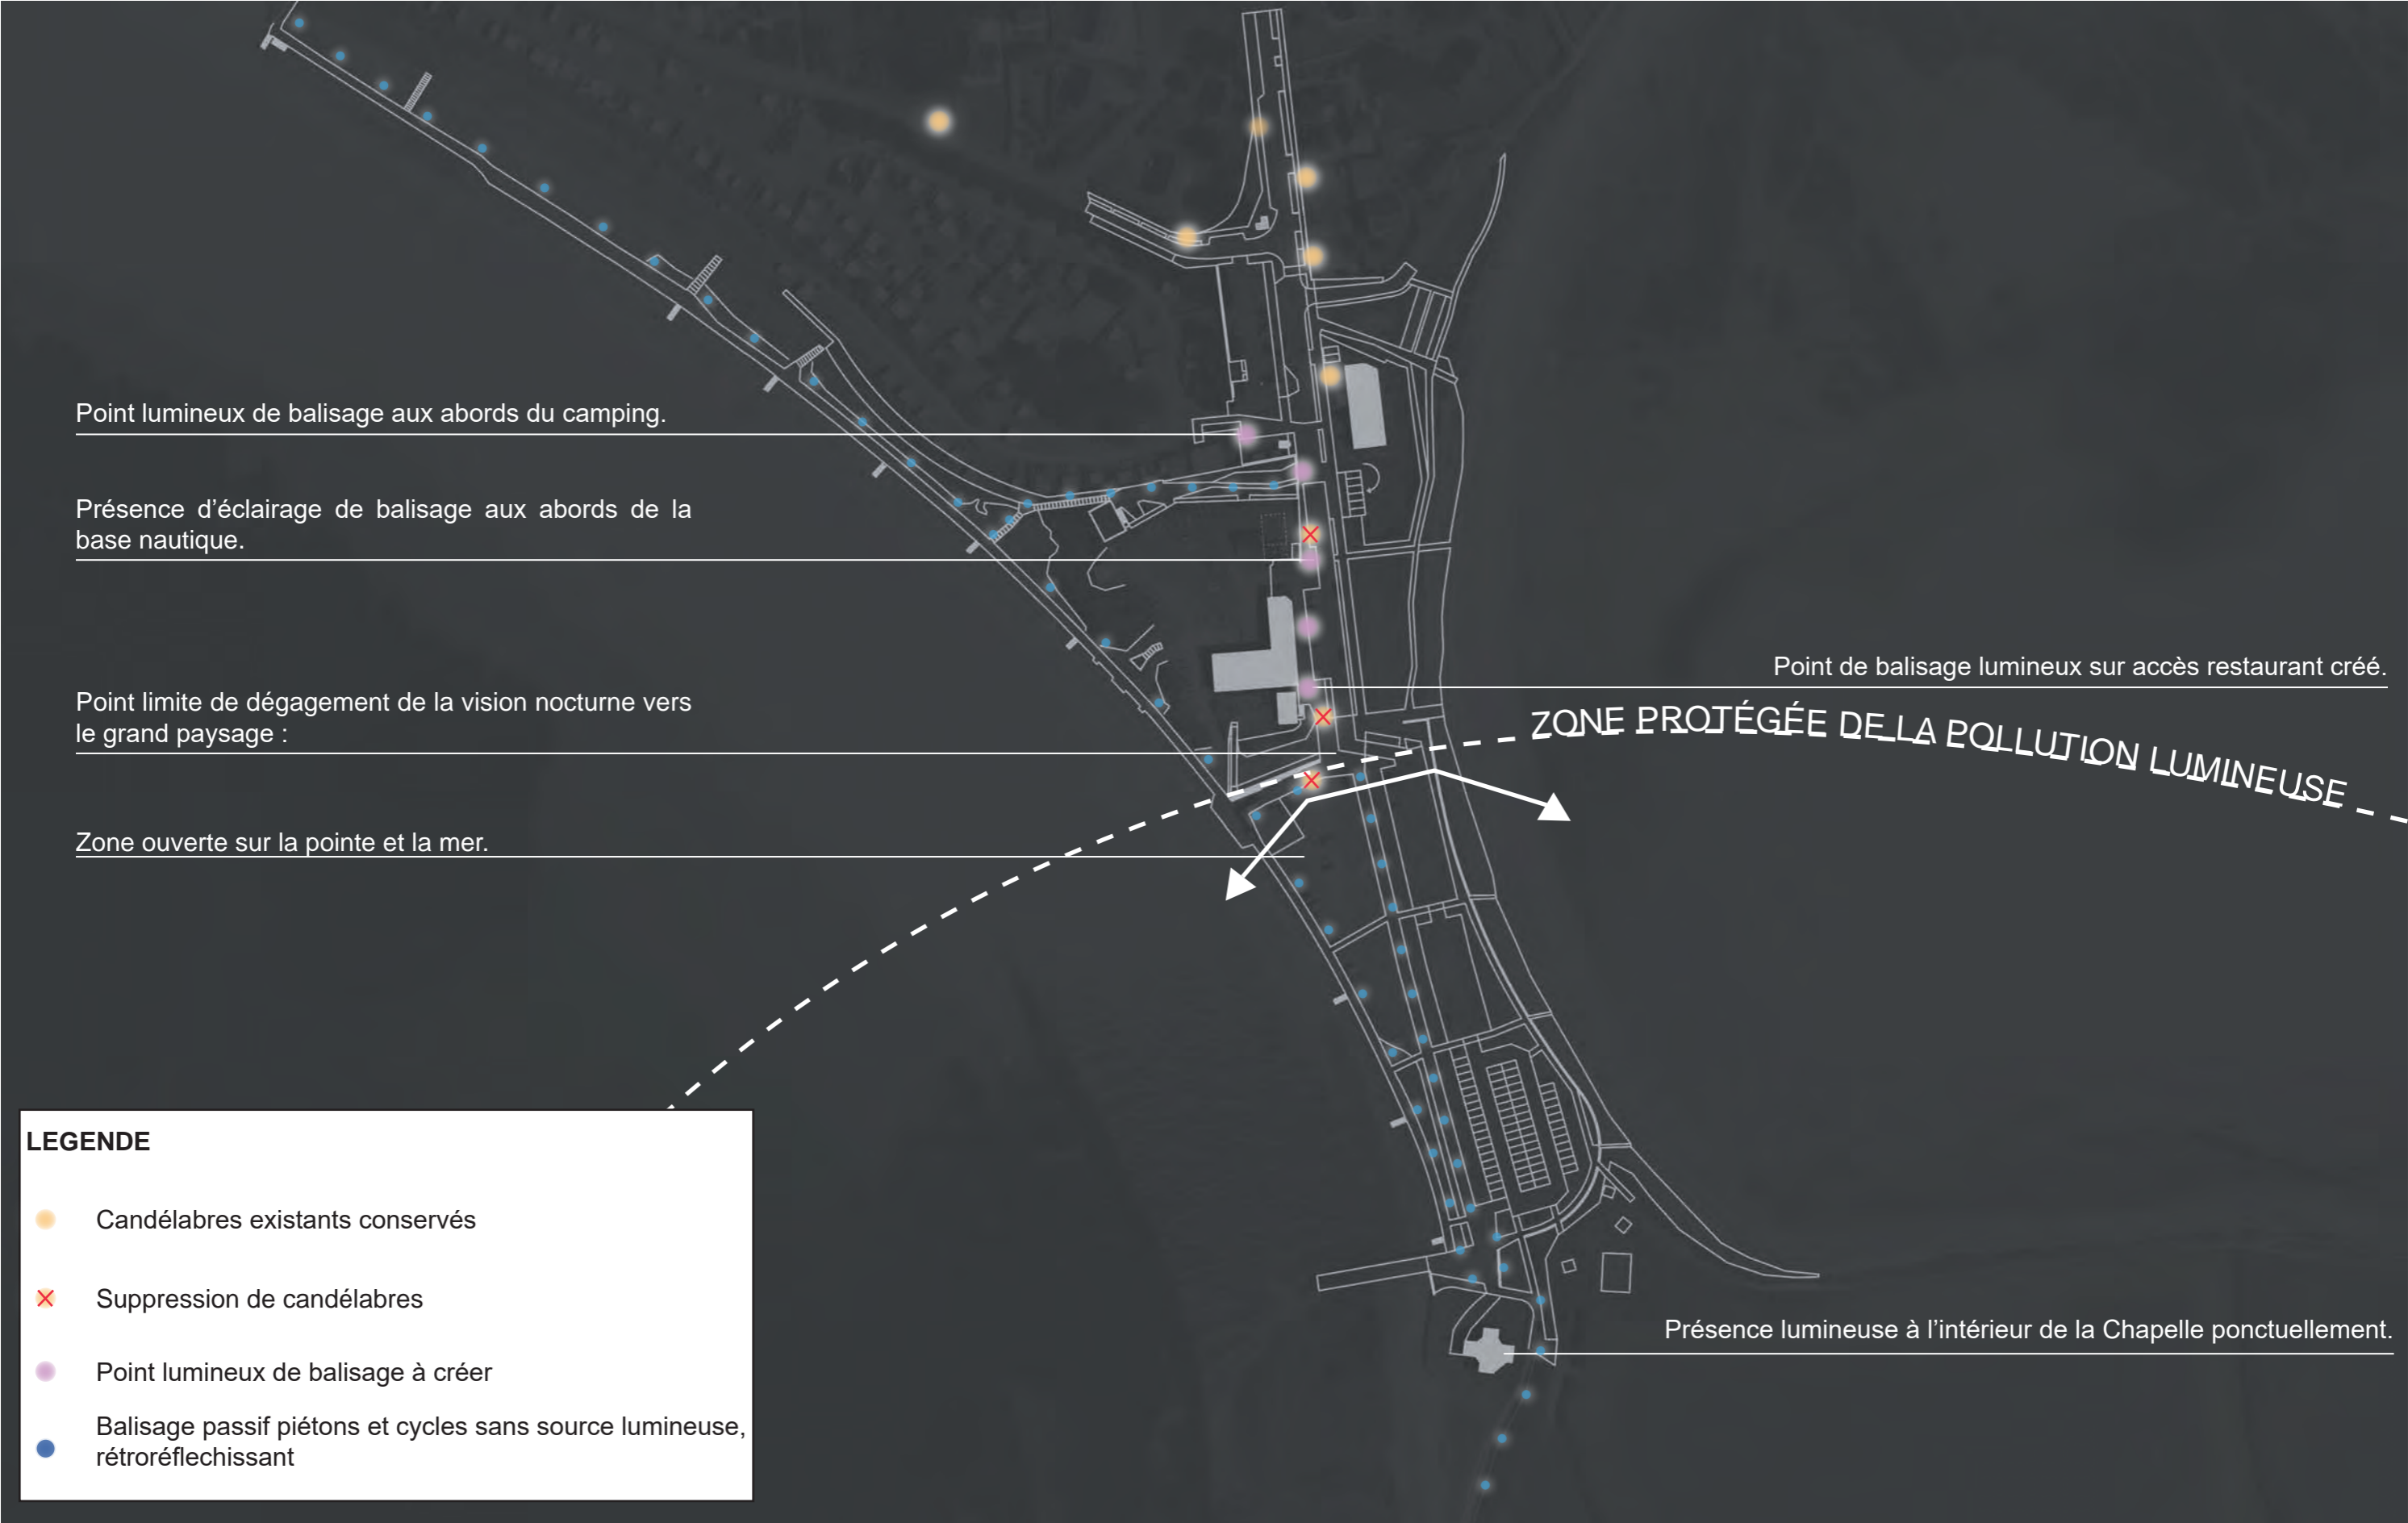 Point lumineux de balisage aux abords du camping.
Présence d’éclairage de balisage aux abords de la
base nautique.
Point de balisage lumineux sur accès restaurant créé.
Point limite de dégagement de la vision nocturne vers
le grand paysage :
ZONE PROTÉGÉE DE LA POLLUTION LUMINEUSE
Zone ouverte sur la pointe et la mer.
LEGENDE
Candélabres existants conservés
Suppression de candélabres
Point lumineux de balisage à créer
Balisage passif piétons et cycles sans source lumineuse,
rétroréflechissant
Présence lumineuse à l’intérieur de la Chapelle ponctuellement.